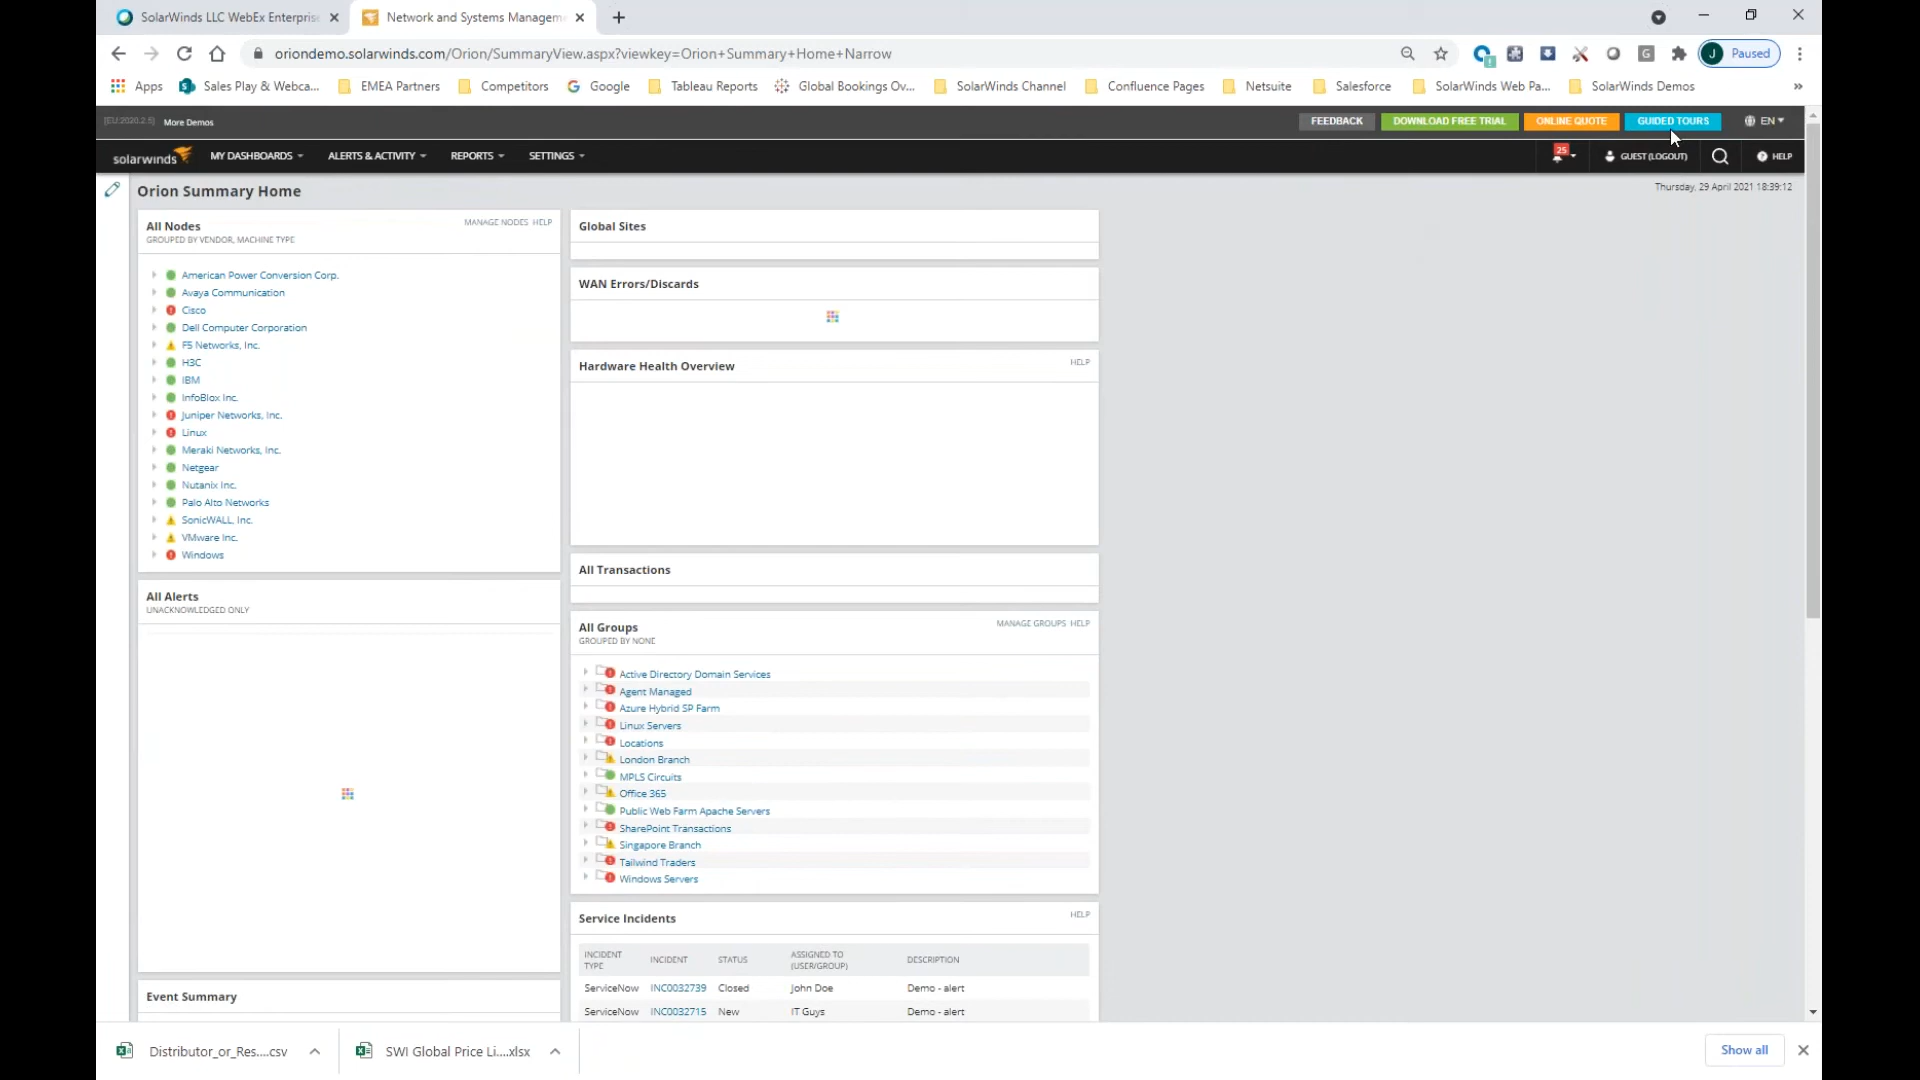 SolarWinds LLC WebEx Enterpris
Network and Systems Managem
oriondemo.solarwinds.com/Orion/SummaryView.aspx?viewkey=Orion+Summary+Home+Narrow
J Paused
Apps Sales Play & Webca... EMEA Partners Competitors Google Tableau Reports Global Bookings Ov... SolarWinds Channel Confluence Pages Netsuite Salesforce SolarWinds Web Pa... SolarWinds Demos »
[EU:2020.2.5] More Demos FEEDBACK DOWNLOAD FREE TRIAL ONLINE QUOTE GUIDED TOURS EN
solarwinds MY DASHBOARDS ALERTS & ACTIVITY REPORTS SETTINGS 25 GUEST (LOGOUT) HELP
Orion Summary Home
Thursday, 29 April 2021 18:39:12
All Nodes
MANAGE NODES HELP
GROUPED BY VENDOR, MACHINE TYPE
American Power Conversion Corp.
Avaya Communication
Cisco
Dell Computer Corporation
F5 Networks, Inc.
H3C
IBM
InfoBlox Inc.
Juniper Networks, Inc.
Linux
Meraki Networks, Inc.
Netgear
Nutanix Inc.
Palo Alto Networks
SonicWALL, Inc.
VMware Inc.
Windows
All Alerts
UNACKNOWLEDGED ONLY
Event Summary
Global Sites
WAN Errors/Discards
Hardware Health Overview
HELP
All Transactions
All Groups
MANAGE GROUPS HELP
GROUPED BY NONE
Active Directory Domain Services
Agent Managed
Azure Hybrid SP Farm
Linux Servers
Locations
London Branch
MPLS Circuits
Office 365
Public Web Farm Apache Servers
SharePoint Transactions
Singapore Branch
Tailwind Traders
Windows Servers
Service Incidents
HELP
INCIDENT TYPE INCIDENT STATUS ASSIGNED TO (USER/GROUP) DESCRIPTION
ServiceNow INC0032739 Closed John Doe Demo - alert
ServiceNow INC0032715 New IT Guys Demo - alert
Distributor_or_Res....csv
SWI Global Price Li....xlsx
Show all